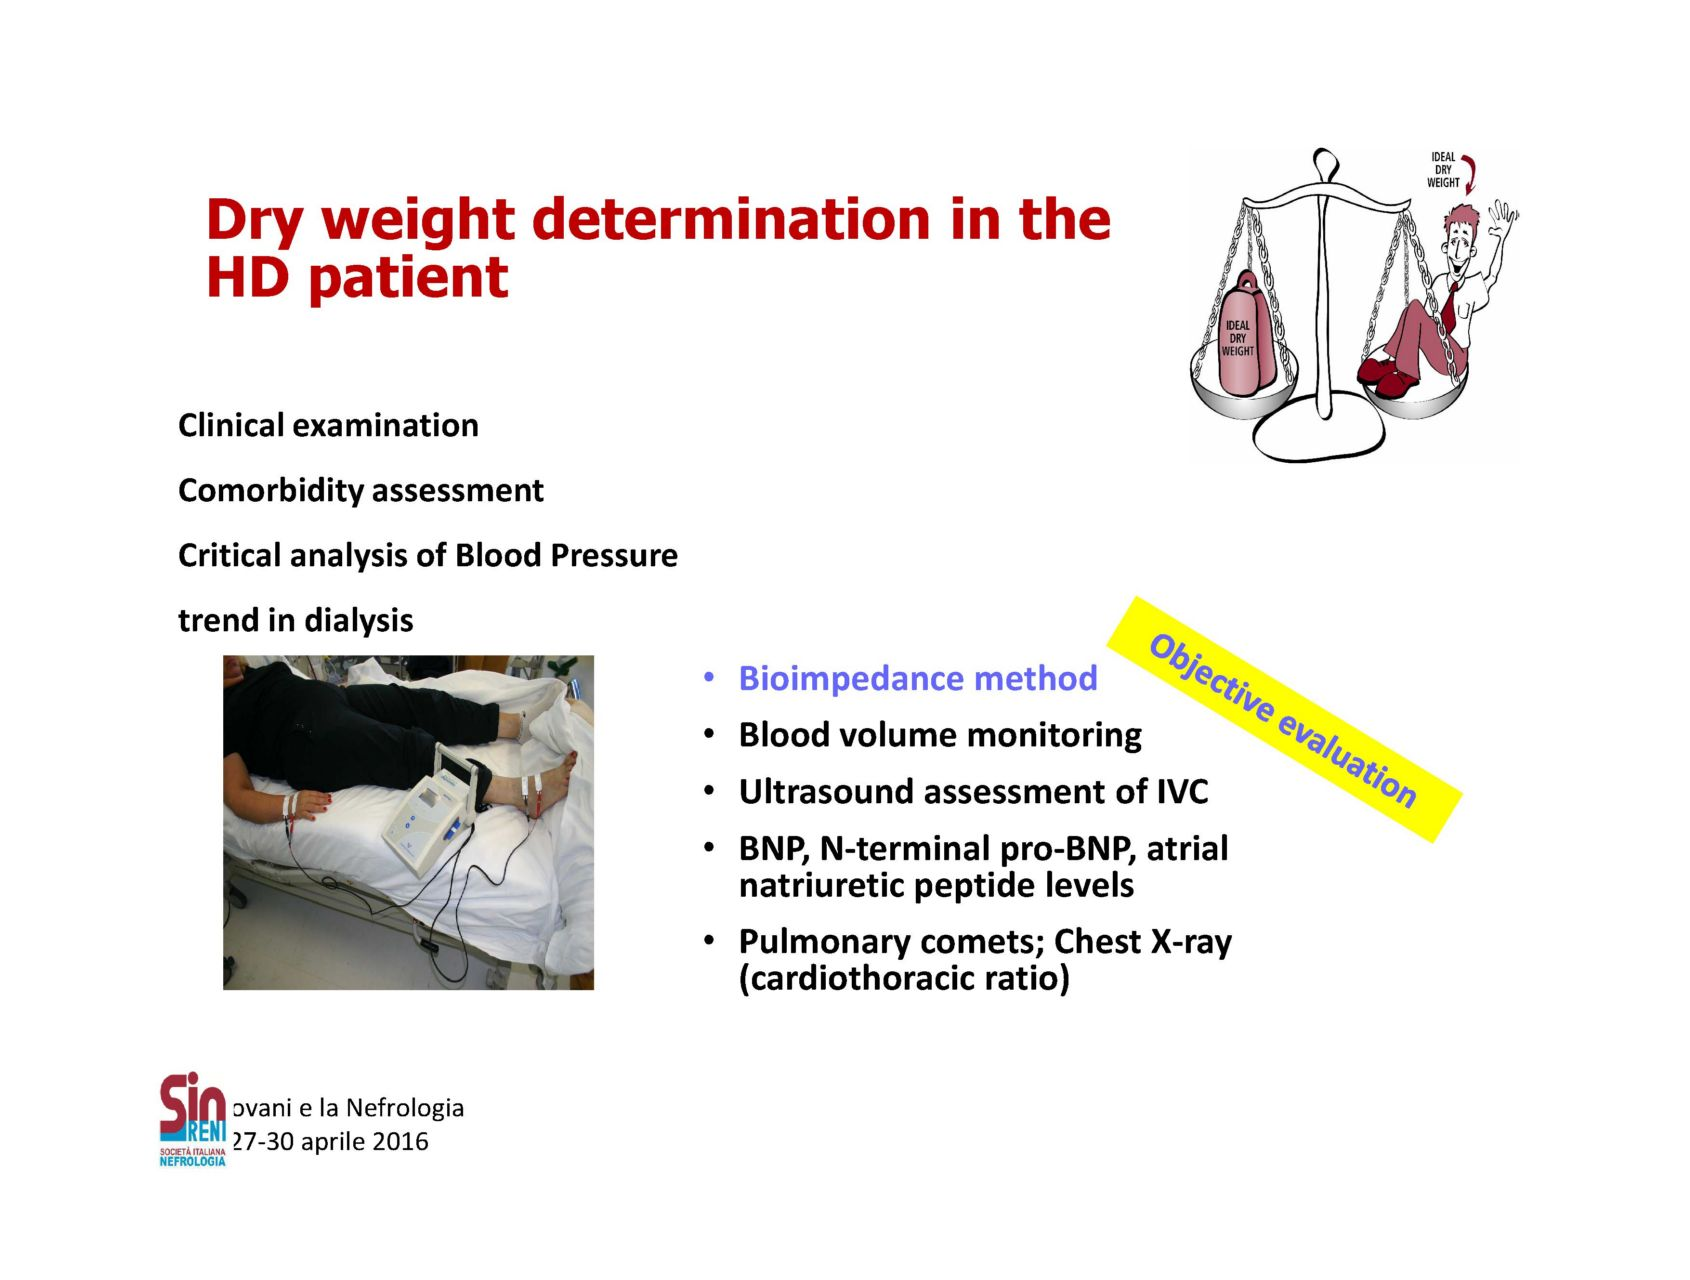 IDEAL
DRY
WEIGHT
Dry weight determination in the
HD patient
IDEAL
DRY
WEIGHT
Clinical examination
Comorbidity assessment
Critical analysis of Blood Pressure
trend in dialysis
• Bioimpedance method
Objective evaluation
• Blood volume monitoring
• Ultrasound assessment of IVC
• BNP, N-terminal pro-BNP, atrial
natriuretic peptide levels
• Pulmonary comets; Chest X-ray
(cardiothoracic ratio)
Sin
RENI
SOCIETÀ ITALIANA
NEFROLOGIA
ovani e la Nefrologia
27-30 aprile 2016